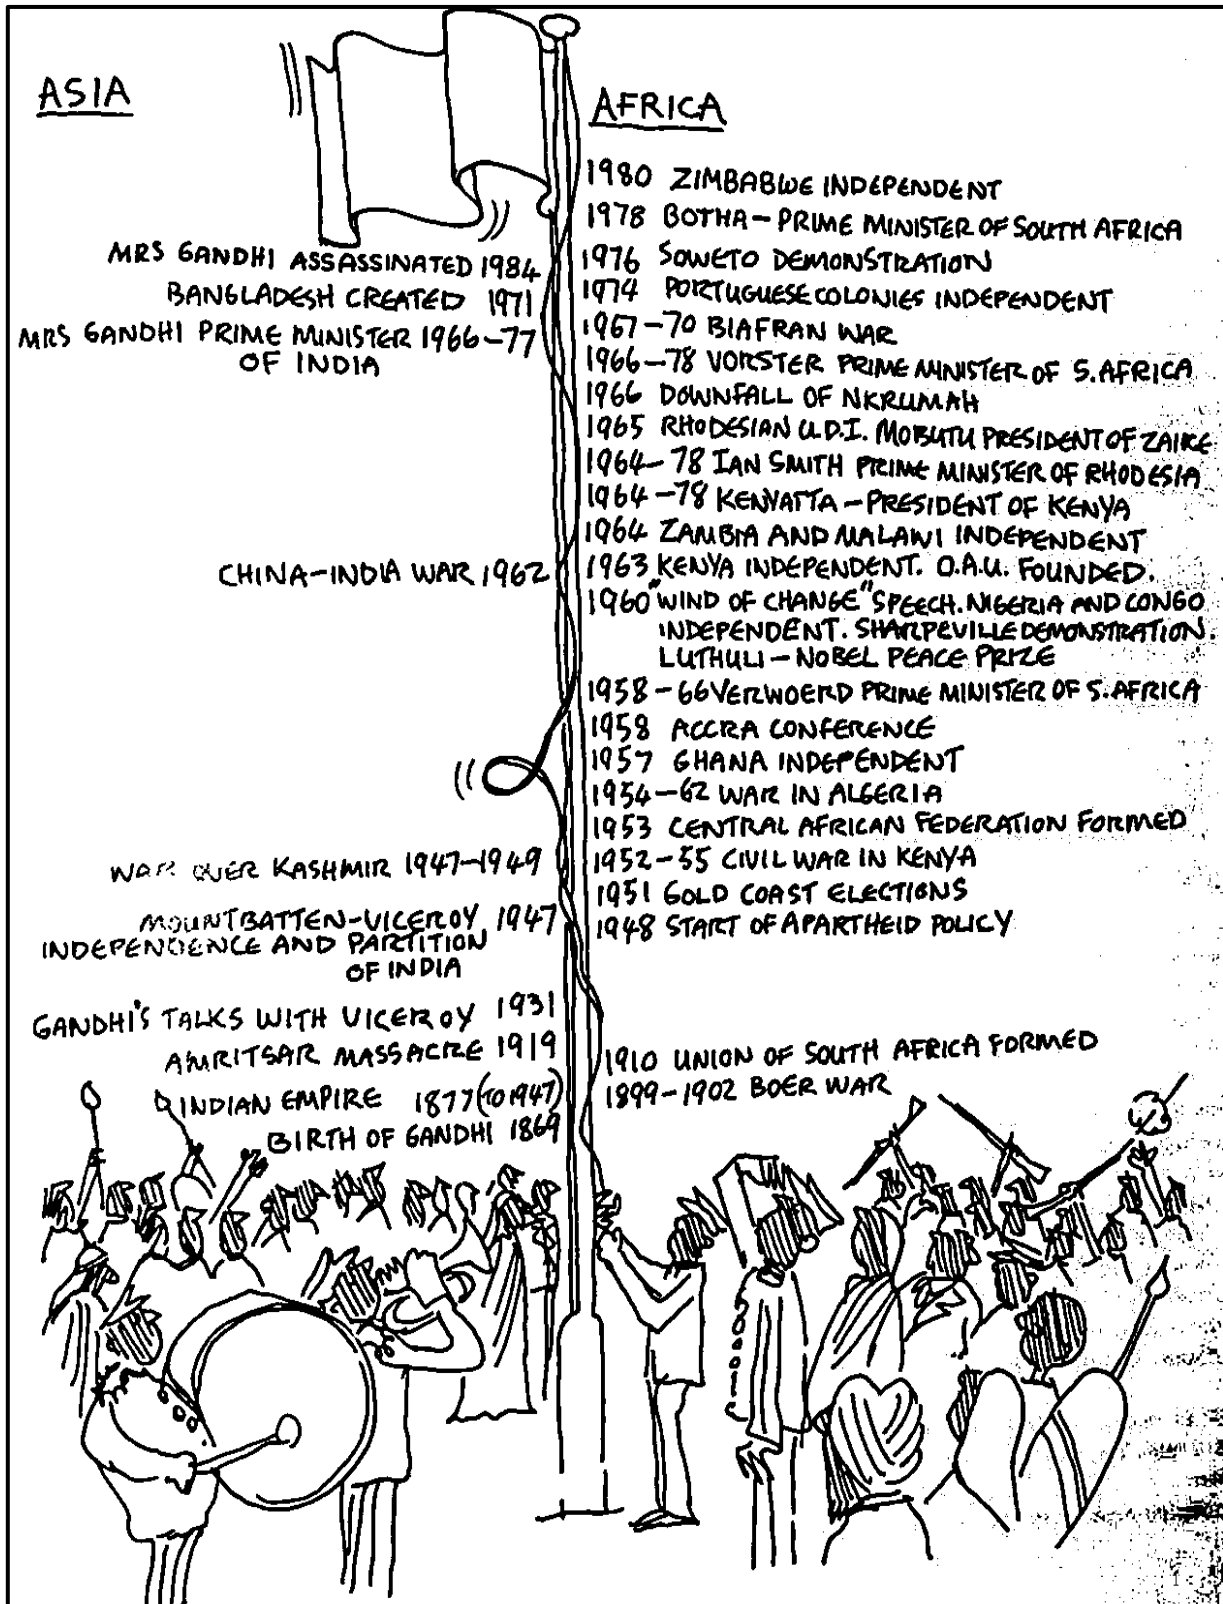 ASIA
MRS GANDHI ASSASSINATED 1984
BANGLADESH CREATED 1971
MRS GANDHI PRIME MINISTER 1966-77
OF INDIA
CHINA-INDIA WAR 1962
WAR OVER KASHMIR 1947-1949
MOUNTBATTEN-VICEROY 1947
INDEPENDENCE AND PARTITION
OF INDIA
GANDHI'S TALKS WITH VICEROY 1931
AMRITSAR MASSACRE 1919
INDIAN EMPIRE 1877 (TO 1947)
BIRTH OF GANDHI 1869
AFRICA
1980 ZIMBABWE INDEPENDENT
1978 BOTHA - PRIME MINISTER OF SOUTH AFRICA
1976 SOWETO DEMONSTRATION
1974 PORTUGUESE COLONIES INDEPENDENT
1967-70 BIAFRAN WAR
1966-78 VORSTER PRIME MINISTER OF S. AFRICA
1966 DOWNFALL OF NKRUMAH
1965 RHODESIAN U.D.I. MOBUTU PRESIDENT OF ZAIRE
1964-78 IAN SMITH PRIME MINISTER OF RHODESIA
1964-78 KENYATTA - PRESIDENT OF KENYA
1964 ZAMBIA AND MALAWI INDEPENDENT
1963 KENYA INDEPENDENT. O.A.U. FOUNDED.
1960 "WIND OF CHANGE" SPEECH. NIGERIA AND CONGO
INDEPENDENT. SHARPEVILLE DEMONSTRATION.
LUTHULI - NOBEL PEACE PRIZE
1958-66 VERWOERD PRIME MINISTER OF S. AFRICA
1958 ACCRA CONFERENCE
1957 GHANA INDEPENDENT
1954-62 WAR IN ALGERIA
1953 CENTRAL AFRICAN FEDERATION FORMED
1952-55 CIVIL WAR IN KENYA
1951 GOLD COAST ELECTIONS
1948 START OF APARTHEID POLICY
1910 UNION OF SOUTH AFRICA FORMED
1899-1902 BOER WAR